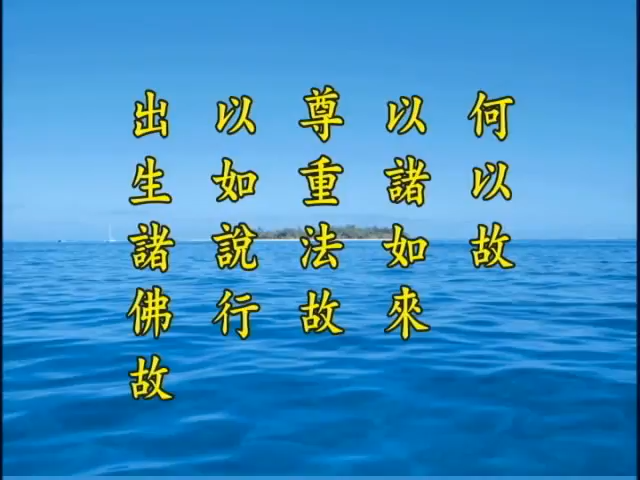 何以故
以諸如來
尊重法故
以如說行
出生諸佛故